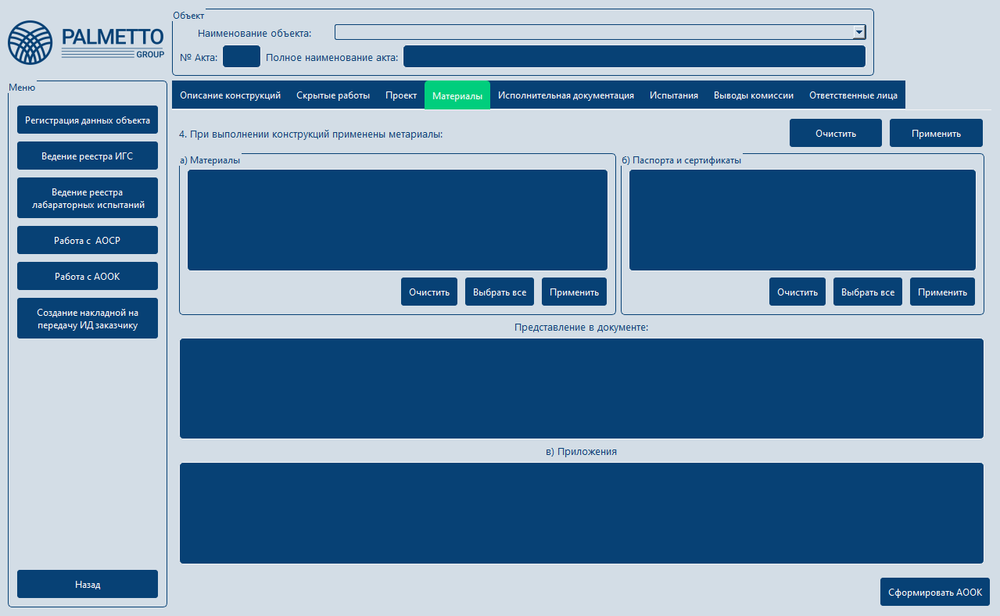 PALMETTO
GROUP
Объект
Наименование объекта:
№ Акта:
Полное наименование акта:
Меню
Регистрация данных объекта
Ведение реестра ИГС
Ведение реестра
лабараторных испытаний
Работа с  АОСР
Работа с АООК
Создание накладной на
передачу ИД заказчику
Назад
Описание конструкций
Скрытые работы
Проект
Материалы
Исполнительная документация
Испытания
Выводы комиссии
Ответственные лица
4. При выполнении конструкций применены метариалы:
Очистить
Применить
а) Материалы
Очистить
Выбрать все
Применить
б) Паспорта и сертификаты
Очистить
Выбрать все
Применить
Представление в документе:
в) Приложения
Сформировать АООК